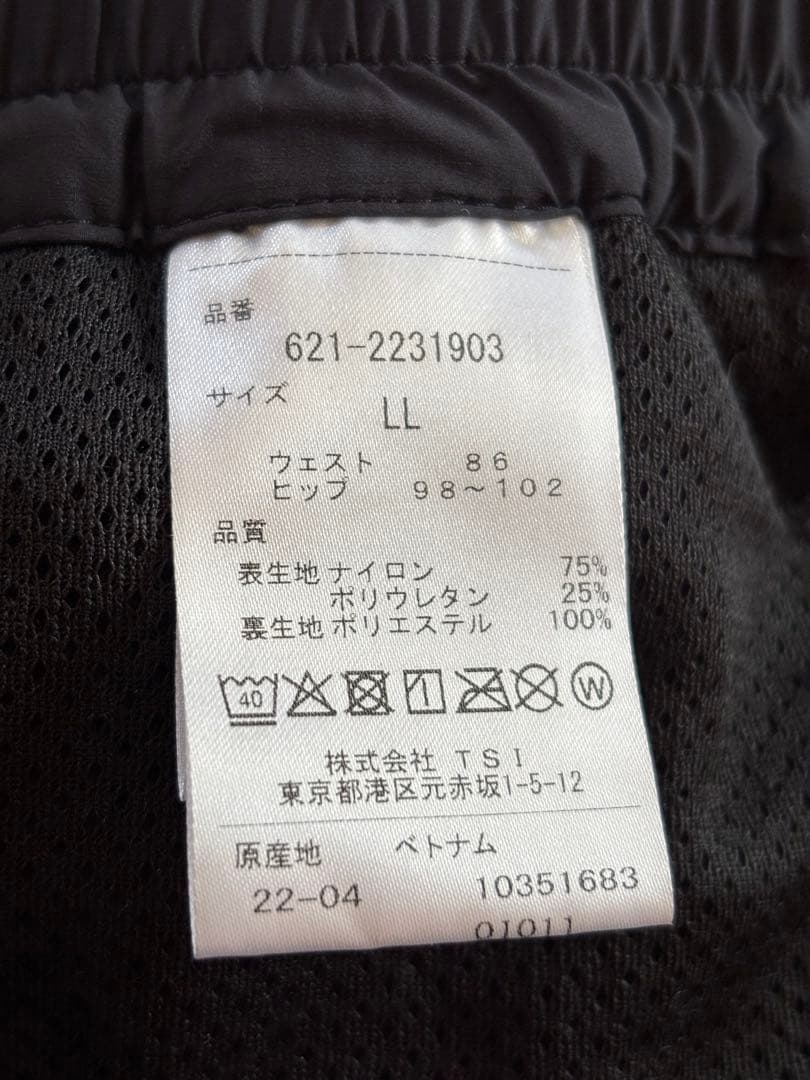 品番
621-2231903
サイズ
LL
ウェスト 86
ヒップ 98～102
品質
表生地 ナイロン 75%
ポリウレタン 25%
裏生地 ポリエステル 100%
40 W
株式会社 TSI
東京都港区元赤坂1-5-12
原産地 ベトナム
22-04 10351683
01011